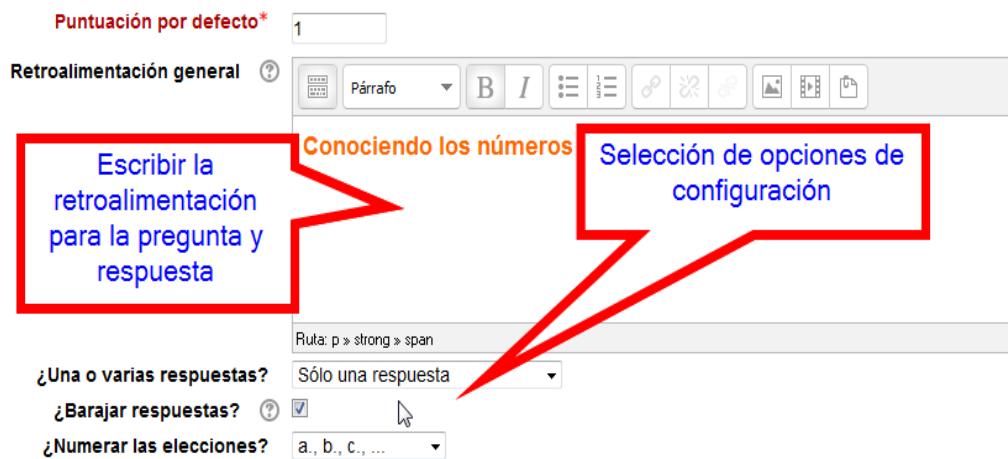 Puntuación por defecto*
1
Retroalimentación general
Párrafo
B I
Conociendo los números
Escribir la
retroalimentación
para la pregunta y
respuesta
Selección de opciones de
configuración
Ruta: p » strong » span
¿Una o varias respuestas?
Sólo una respuesta
¿Barajar respuestas?
¿Numerar las elecciones?
a., b., c., ...